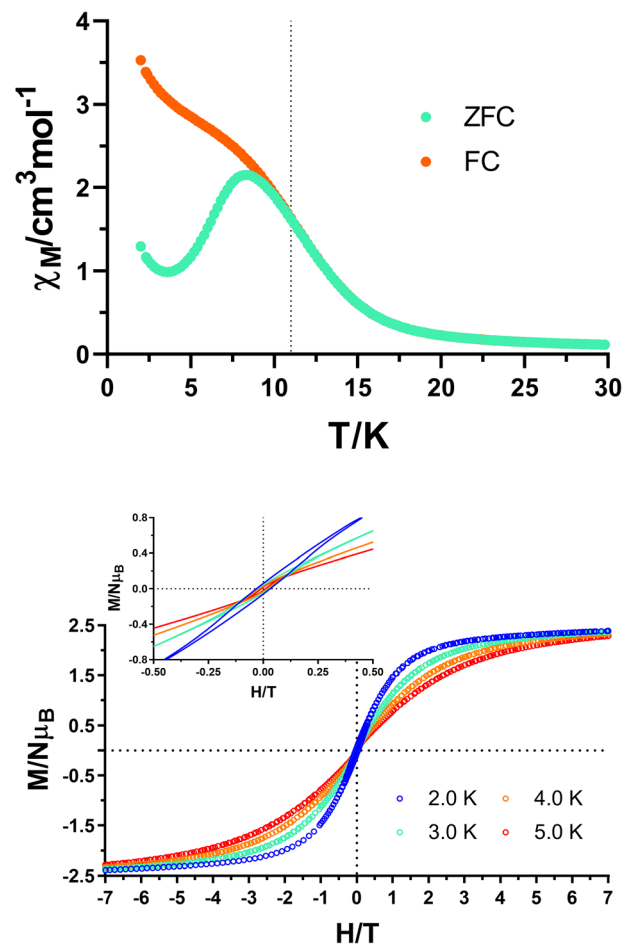 4
3
2
1
0
χM/cm³mol⁻¹
ZFC
FC
0 5 10 15 20 25 30
T/K
0.8
0.4
0.0
-0.4
-0.8
M/NμB
-0.50 -0.25 0.00 0.25 0.50
H/T
2.5
1.5
0.5
-0.5
-1.5
-2.5
M/NμB
2.0 K 4.0 K
3.0 K 5.0 K
-7 -6 -5 -4 -3 -2 -1 0 1 2 3 4 5 6 7
H/T